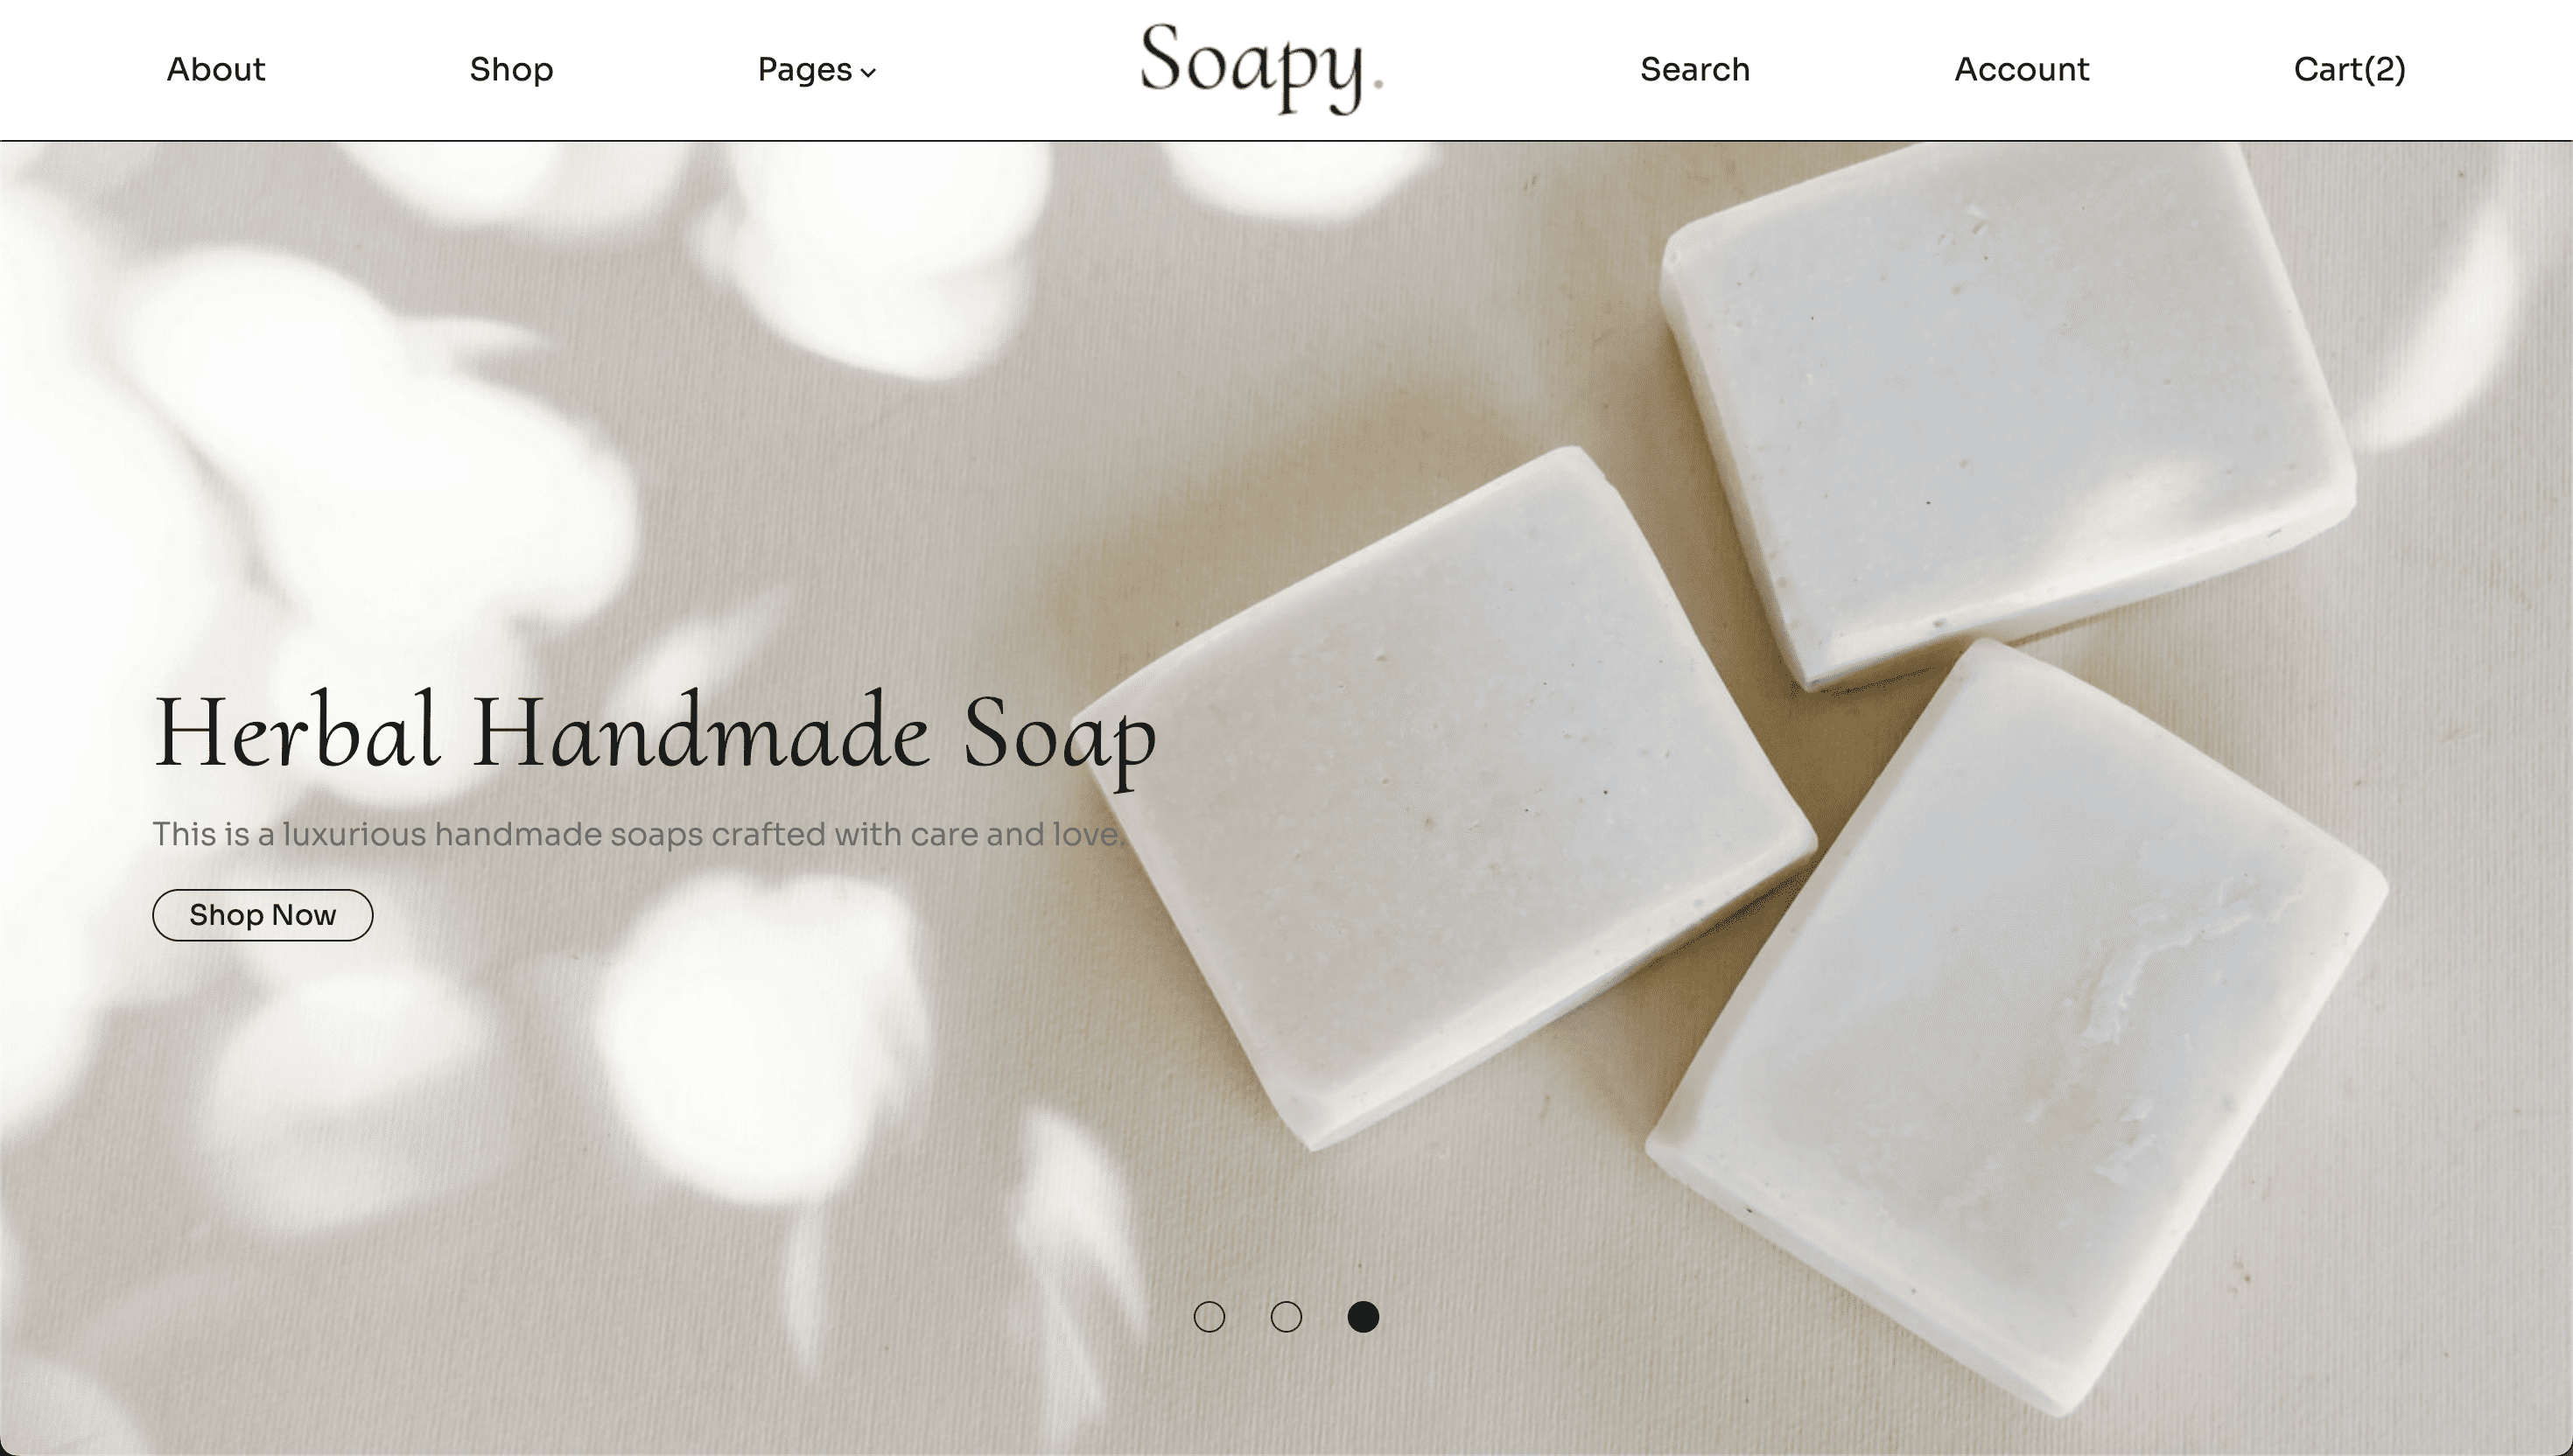 About Shop Pages Soapy. Search Account Cart(2)
Herbal Handmade Soap
This is a luxurious handmade soaps crafted with care and love.
Shop Now